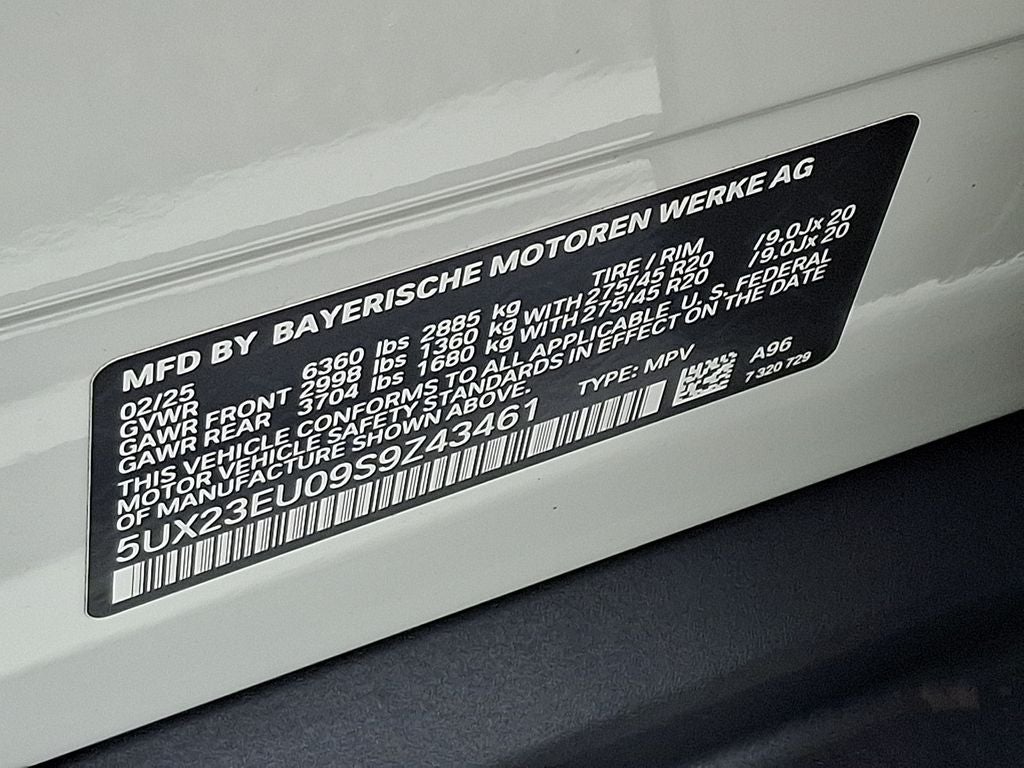 MFD BY BAYERISCHE MOTOREN WERKE AG
02/25 TIRE / RIM
GVWR 6360 lbs 2885 kg
GAWR FRONT 2998 lbs 1360 kg WITH 275/45 R20 /9.0Jx 20
GAWR REAR 3704 lbs 1680 kg WITH 275/45 R20 /9.0Jx 20
THIS VEHICLE CONFORMS TO ALL APPLICABLE U.S. FEDERAL
MOTOR VEHICLE SAFETY STANDARDS IN EFFECT ON THE DATE
OF MANUFACTURE SHOWN ABOVE.
TYPE: MPV A96
5UX23EU09S9Z43461
7 320 729